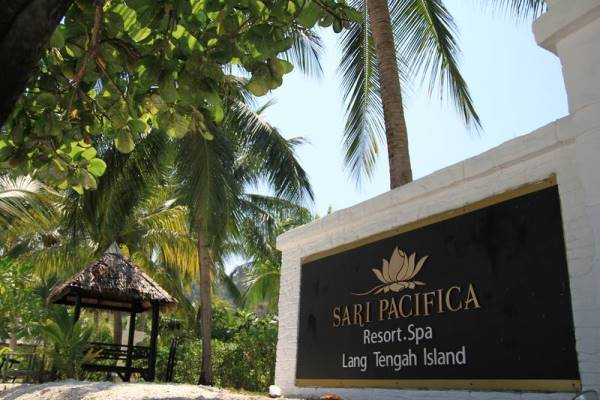 SARI PACIFICA
Resort.Spa
Lang Tengah Island